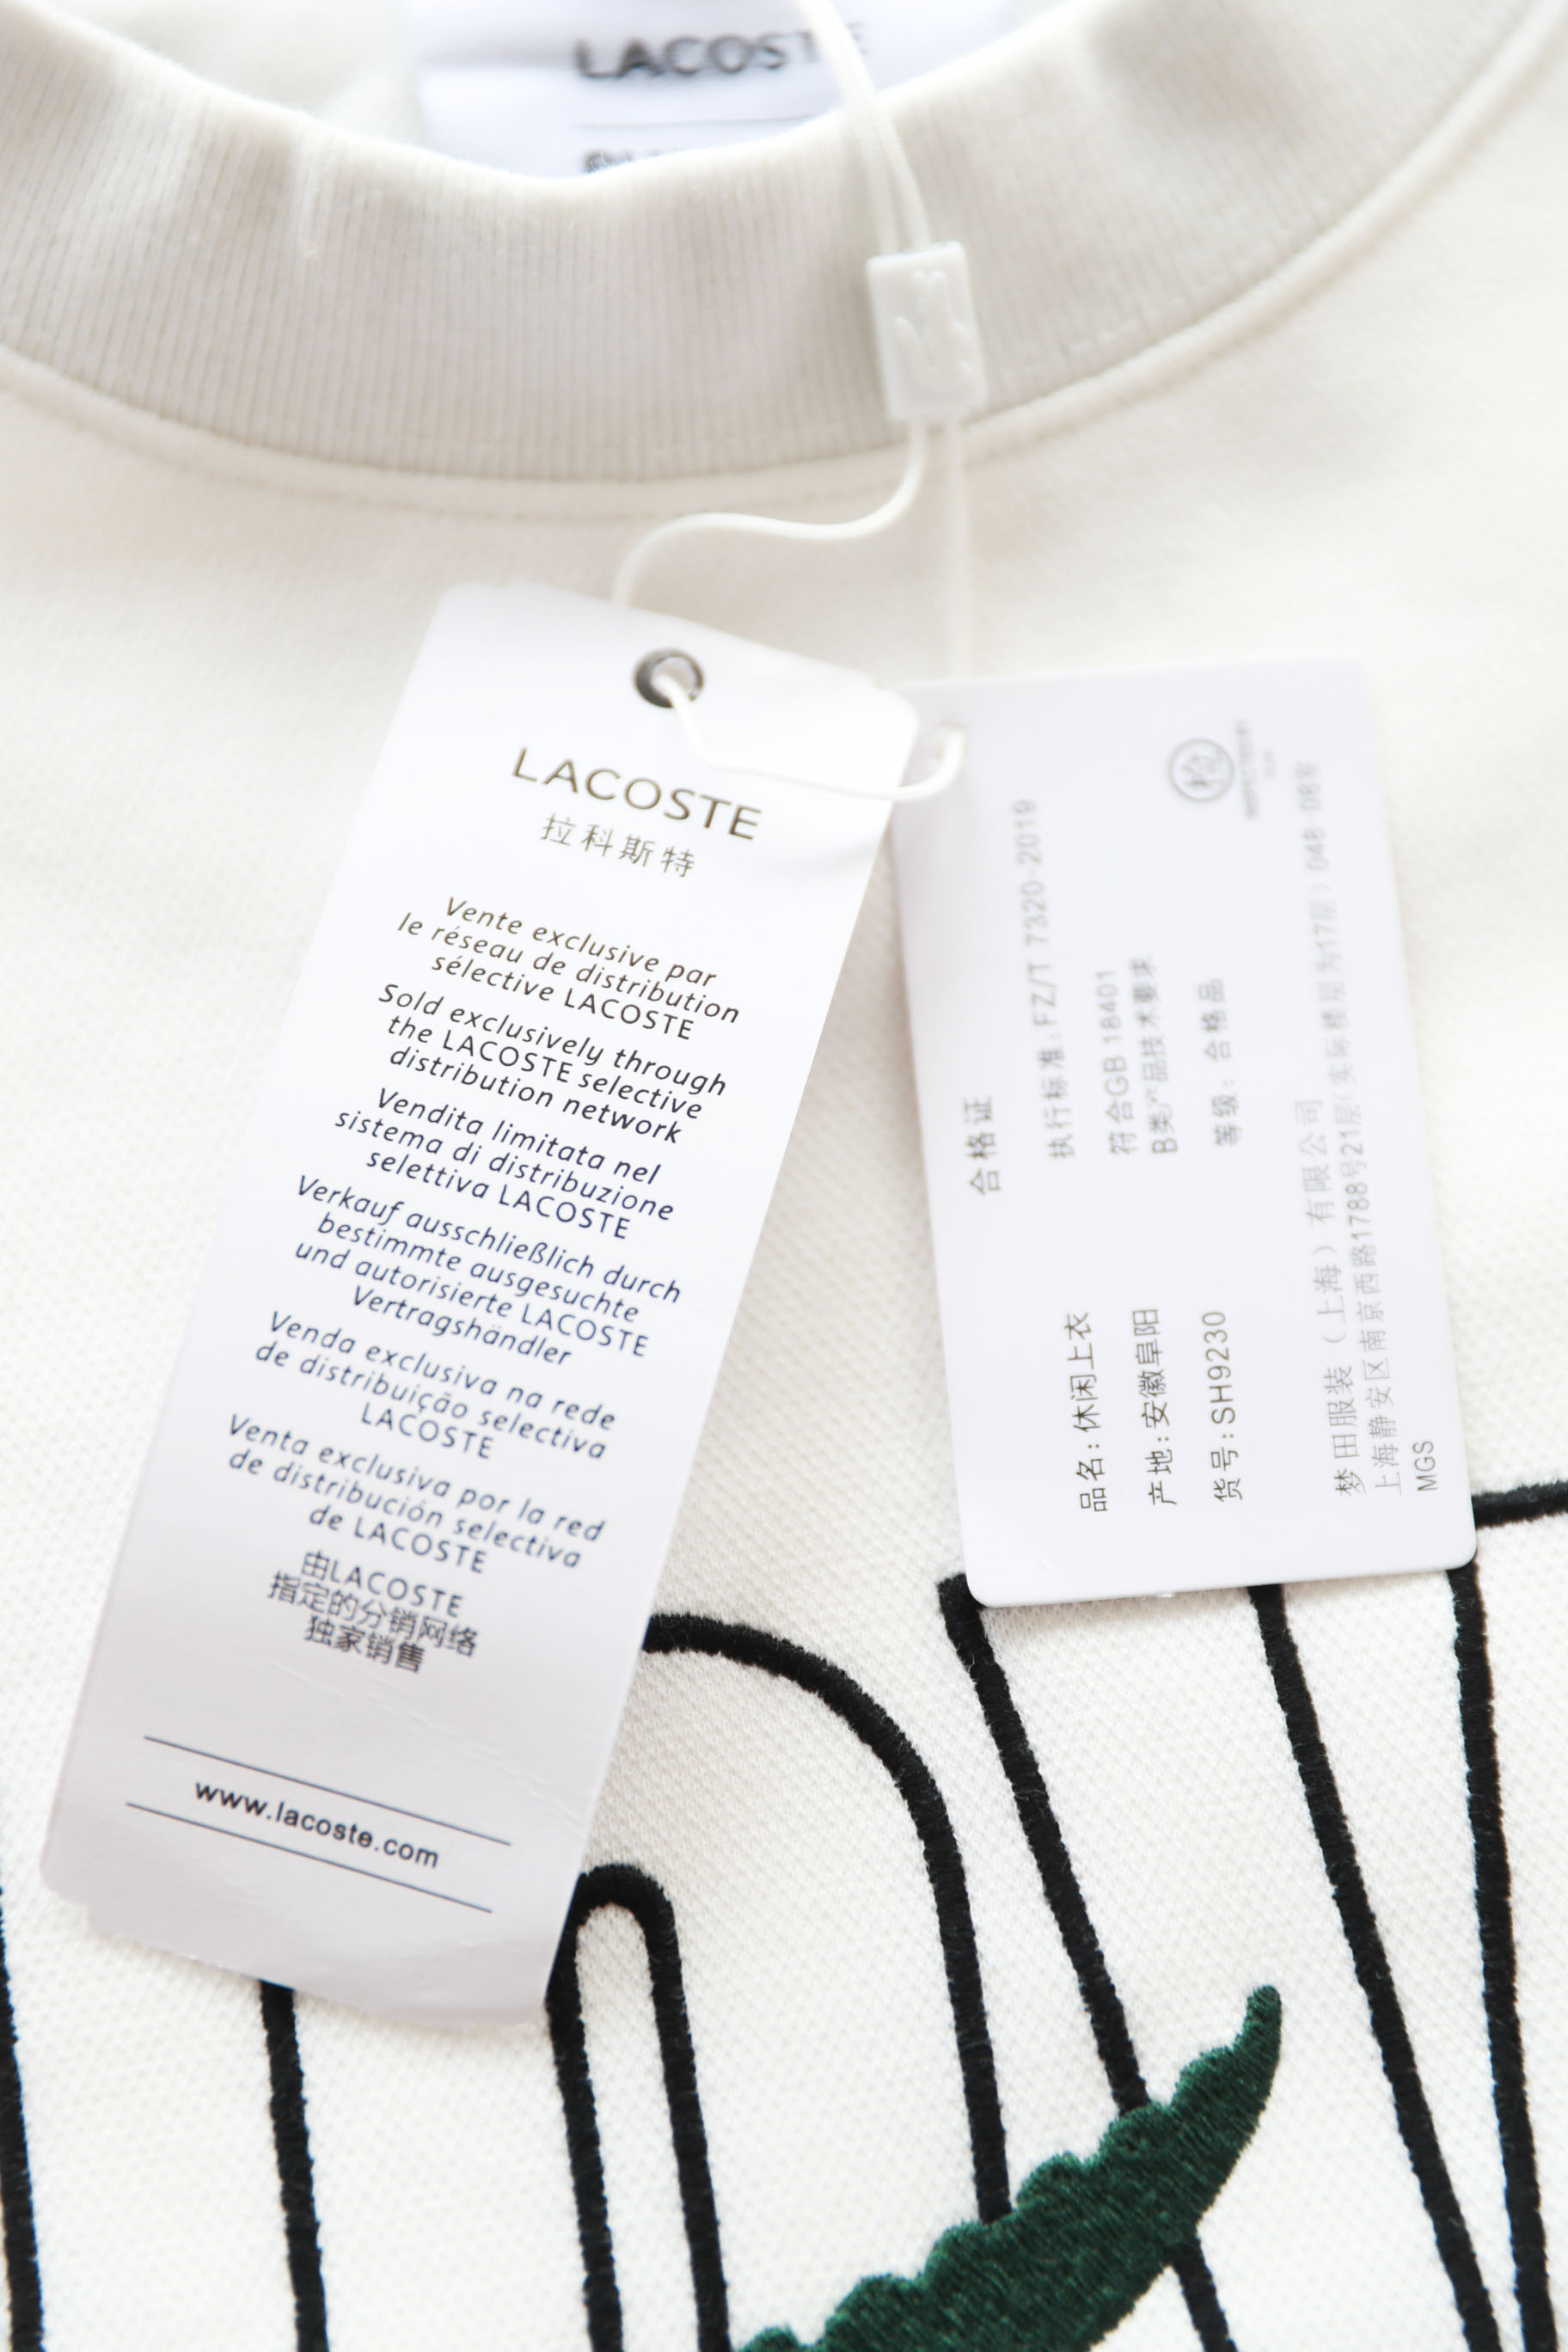 LACOSTE
LACOSTE
拉科斯特
Vente exclusive par
le réseau de distribution
sélective LACOSTE
Sold exclusively through
the LACOSTE selective
distribution network
Vendita limitata nel
sistema di distribuzione
selettiva LACOSTE
Verkauf ausschließlich durch
bestimmte ausgesuchte
und autorisierte LACOSTE
Vertragshändler
Venda exclusiva na rede
de distribuição selectiva
LACOSTE
Venta exclusiva por la red
de distribución selectiva
de LACOSTE
由LACOSTE
指定的分销网络
独家销售
www.lacoste.com
合格证
品名:休闲上衣
执行标准:FZ/T 7320-2019
产地:安徽阜阳
符合GB 18401
B类产品技术要求
货号:SH9230
等级: 合格品
检
梦田服装(上海)有限公司
上海静安区南京西路1788号21层(实际楼层为17层)
MGS